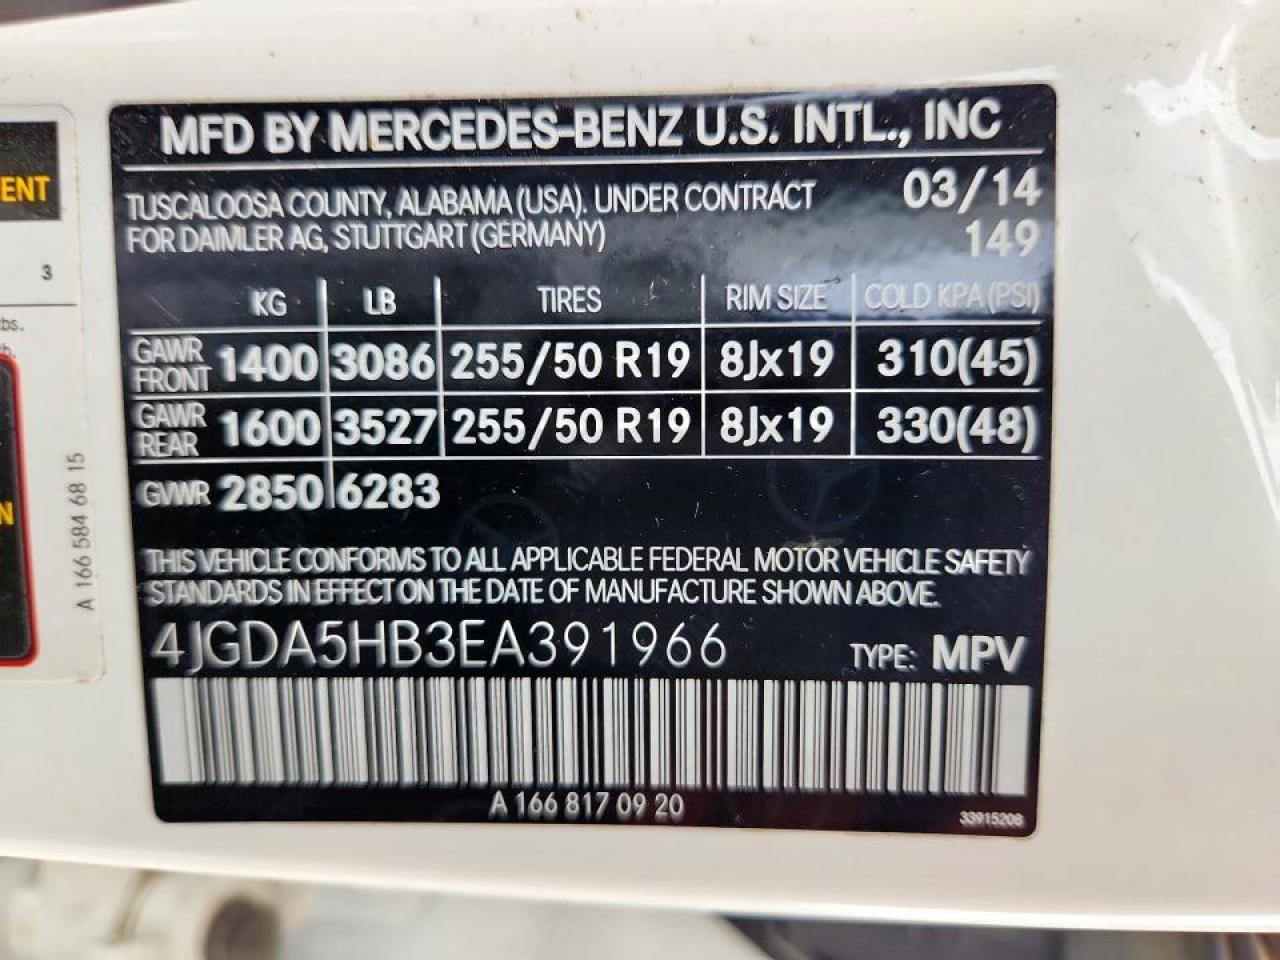 MFD BY MERCEDES-BENZ U.S. INTL., INC
TUSCALOOSA COUNTY, ALABAMA (USA). UNDER CONTRACT 03/14
FOR DAIMLER AG, STUTTGART (GERMANY) 149
KG LB TIRES RIM SIZE COLD KPA (PSI)
GAWR FRONT 1400 3086 255/50 R19 8Jx19 310(45)
GAWR REAR 1600 3527 255/50 R19 8Jx19 330(48)
GVWR 2850 6283
THIS VEHICLE CONFORMS TO ALL APPLICABLE FEDERAL MOTOR VEHICLE SAFETY
STANDARDS IN EFFECT ON THE DATE OF MANUFACTURE SHOWN ABOVE.
4JGDA5HB3EA391966 TYPE: MPV
A 166 817 09 20
33915208
ENT
3
bs.
N
A 166 584 68 15